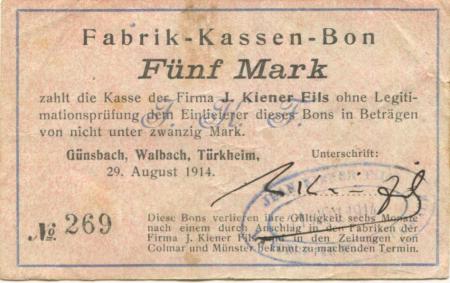 Fabrik-Kassen-Bon
Fünf Mark
zahlt die Kasse der Firma J. Kiener Fils ohne Legiti-
mationsprüfung dem Einlieferer dieses Bons in Beträgen
von nicht unter zwanzig Mark.
Günsbach, Walbach, Türkheim,
29. August 1914.
Unterschrift:
№ 269
Diese Bons verlieren ihre Gültigkeit sechs Monate
nach einem durch Anschlag in den Fabriken der
Firma J. Kiener Fils und in den Zeitungen von
Colmar und Münster bekannt zu machenden Termin.